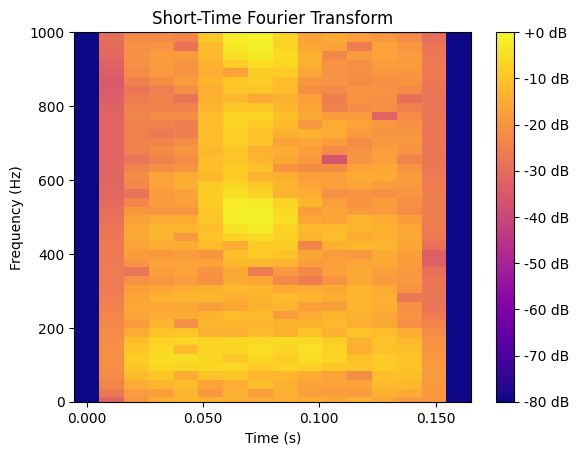 Short-Time Fourier Transform
1000
800
600
400
200
0
Frequency (Hz)
0.000
0.050
0.100
0.150
Time (s)
+0 dB
-10 dB
-20 dB
-30 dB
-40 dB
-50 dB
-60 dB
-70 dB
-80 dB